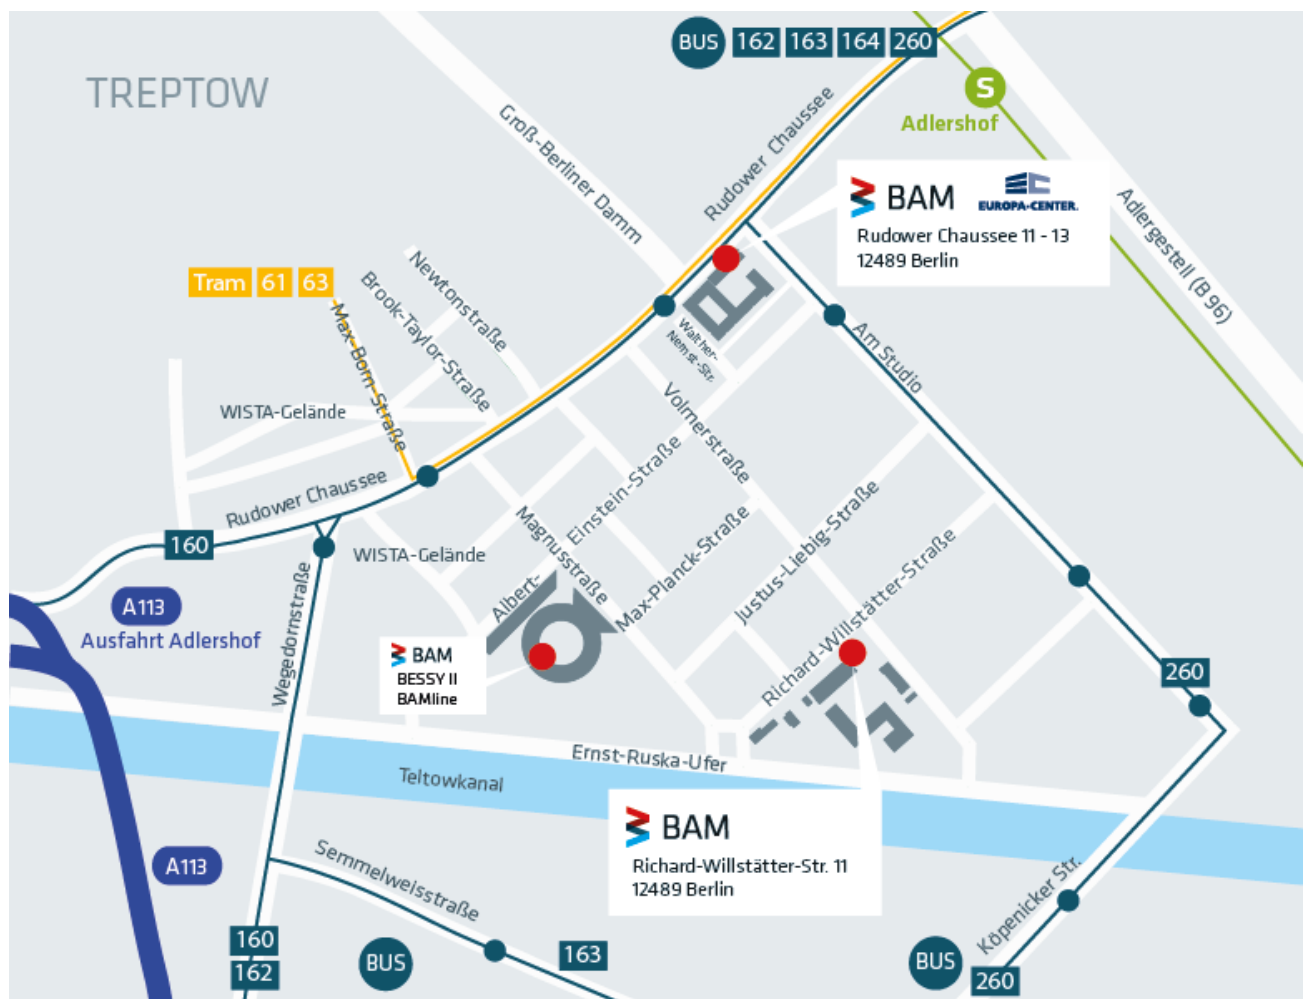 BUS 162 163 164 260
TREPTOW
S
Adlershof
Groß-Berliner Damm
Rudower Chaussee
BAM EUROPA-CENTER.
Rudower Chaussee 11 - 13
12489 Berlin
Adlergestell (B 96)
Tram 61 63
Newtonstraße
Brook-Taylor-Straße
Max-Born-Straße
Walther-
Nernst-Str.
Am Studio
WISTA-Gelände
Volmerstraße
Rudower Chaussee
Einstein-Straße
Albert-
Magnusstraße
Max-Planck-Straße
Justus-Liebig-Straße
Richard-Willstätter-Straße
160
WISTA-Gelände
A113
Ausfahrt Adlershof
Wegedornstraße
BAM
BESSY II
BAMline
260
Ernst-Ruska-Ufer
Teltowkanal
BAM
Richard-Willstätter-Str. 11
12489 Berlin
A113
Semmelweisstraße
Köpenicker Str.
160
162
BUS
163
BUS
260